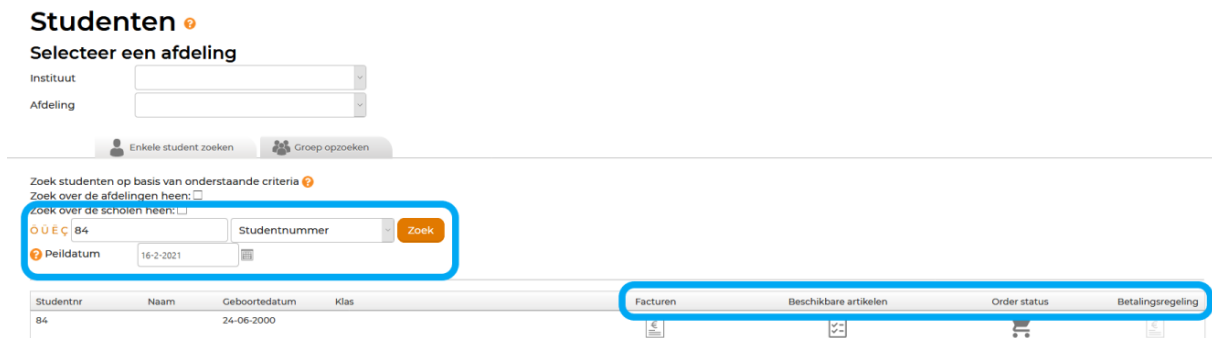 Studenten ?
Selecteer een afdeling
Instituut
Afdeling
Enkele student zoeken Groep opzoeken
Zoek studenten op basis van onderstaande criteria ?
Zoek over de afdelingen heen:
Zoek over de scholen heen:
Ó Ü É Ç 84 Studentnummer Zoek
? Peildatum 16-2-2021
Studentnr Naam Geboortedatum Klas Facturen Beschikbare artikelen Order status Betalingsregeling
84 24-06-2000